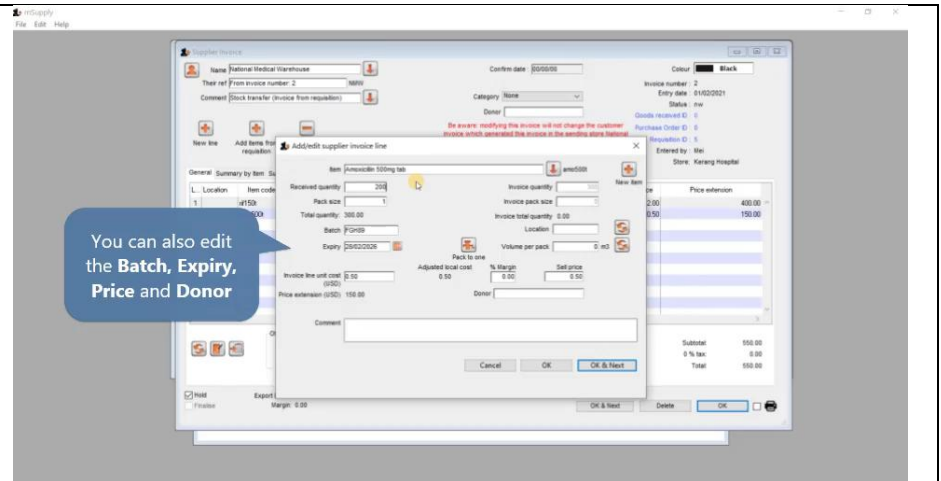 mSupply
File Edit Help
Supplier Invoice
Name National Medical Warehouse
Confirm date : 00/00/00
Colour Black
Their ref From invoice number: 2
Invoice number : 2
Comment Stock transfer (Invoice from requisition)
Category None
Entry date : 01/02/2021
Status : nw
Donor
Goods received ID : 0
Be aware: modifying this invoice will not change the customer
invoice which generated this invoice in the sending store National
Purchase Order ID : 0
Requisition ID : 5
Entered by : Mei
Store: Kerang Hospital
New line
Add items from
requisition
General Summary by Item
L... Location Item code
Price extension
1
2.00 400.00
0.50 150.00
Add/edit supplier invoice line
Item Amoxicillin 500mg tab amo500t
New item
Received quantity 200
Invoice quantity
Pack size 1
Invoice pack size
Total quantity: 300.00
Invoice total quantity 0.00
Batch FGH89
Location
Expiry 28/02/2026
Pack to one
Volume per pack 0 m3
Invoice line unit cost 0.50
(USD)
Adjusted local cost
0.50
% Margin
0.00
Sell price
0.50
Price extension (USD) 150.00
Donor
Comment
Cancel OK OK & Next
You can also edit
the Batch, Expiry,
Price and Donor
Subtotal: 550.00
0 % tax: 0.00
Total 550.00
Hold
Export
Finalise
Margin: 0.00
OK & Next Delete OK